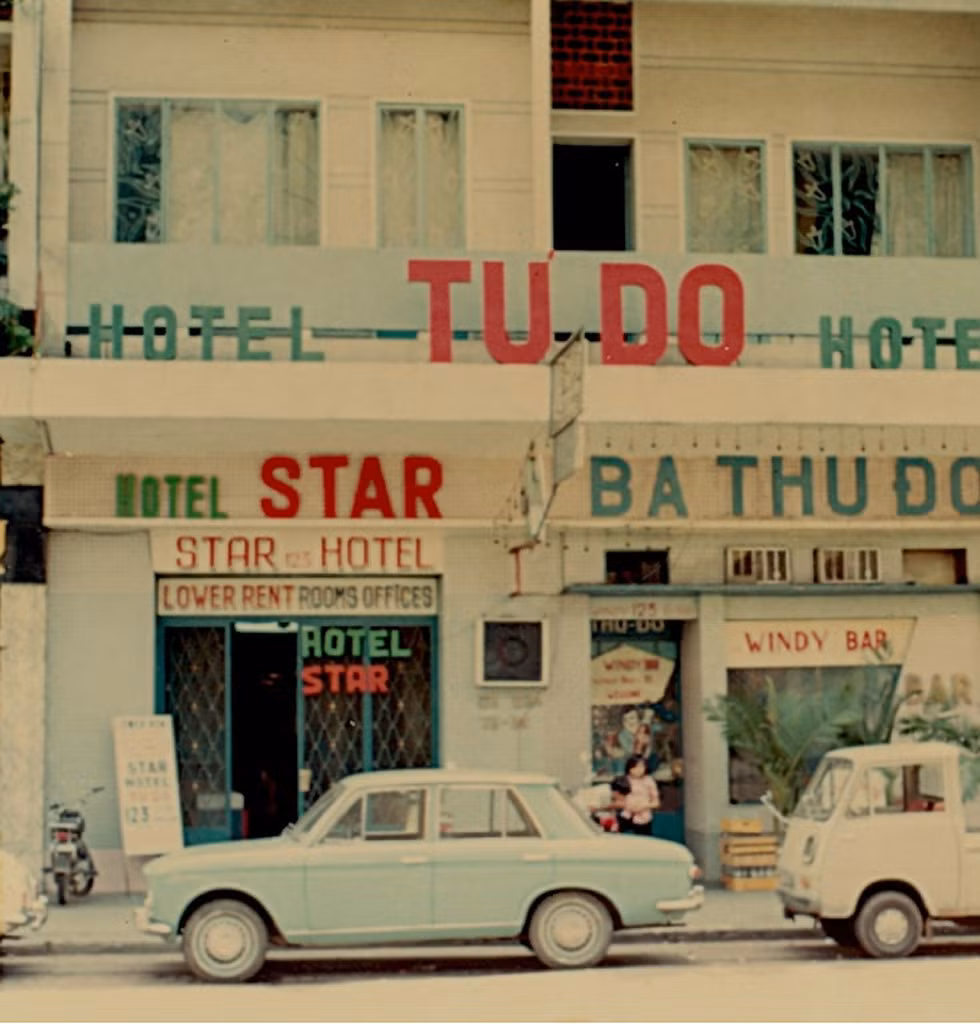 HOTEL TỰ DO HOTE
HOTEL STAR
BA THU ĐO
STAR 123 HOTEL
LOWER RENT ROOMS OFFICES
HOTEL
STAR
123
THU-DO
WINDY BAR
WINDY
BAR
STAR
HOTEL
123